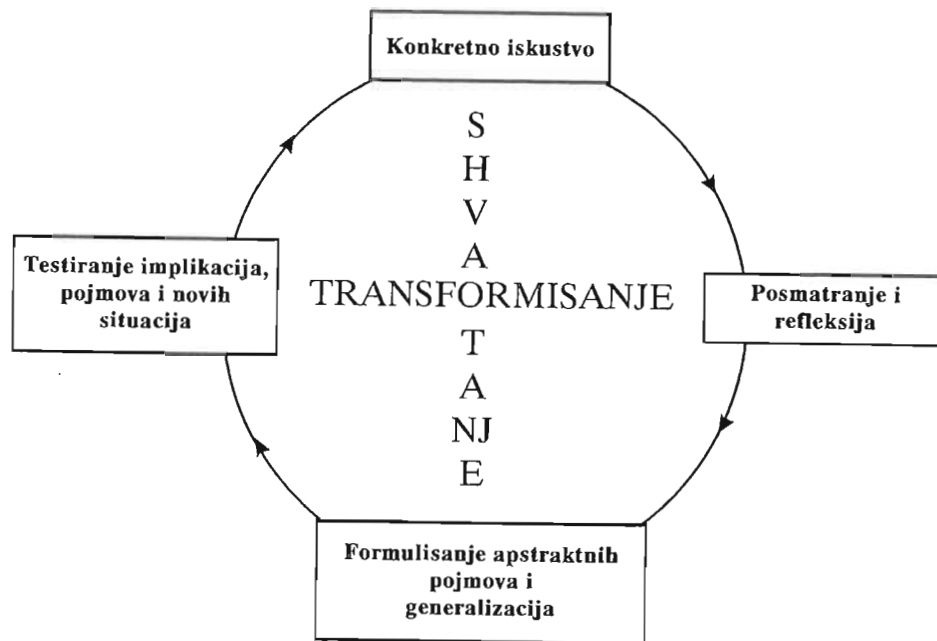 Konkretno iskustvo
S
H
V
A
TRANSFORMISANJE
T
A
NJ
E
Testiranje implikacija,
pojmova i novih
situacija
Posmatranje i
refleksija
Formulisanje apstraktnih
pojmova i
generalizacija